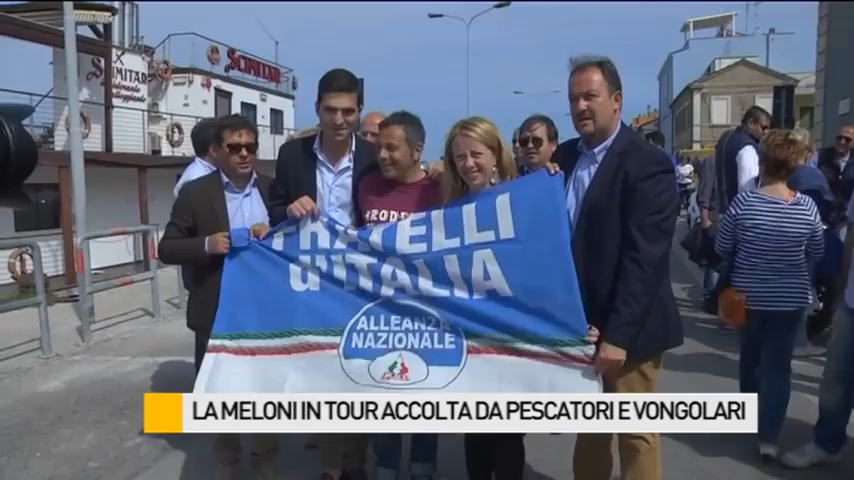 SCIMITAR
SCIMITAR
FRATELLI
d'ITALIA
ALLEANZA
NAZIONALE
LA MELONI IN TOUR ACCOLTA DA PESCATORI E VONGOLARI